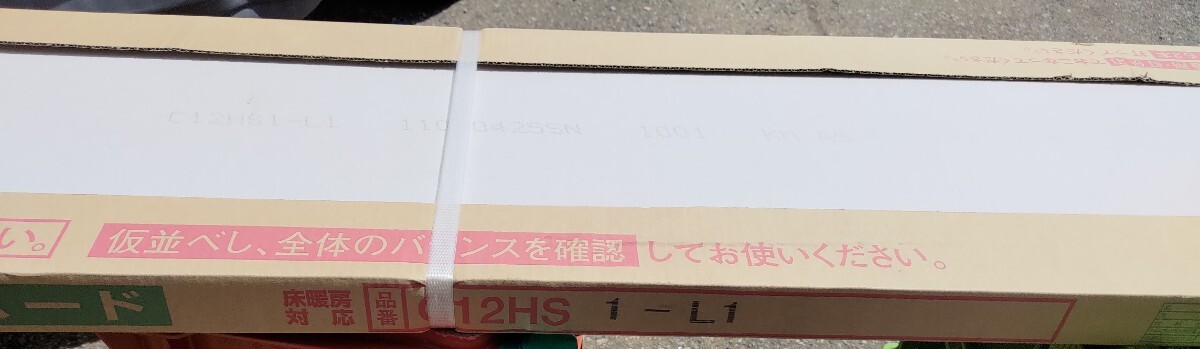 C12HS1-L1 1001
い。 仮並べし、全体のバランスを確認してお使いください。
ード 床暖房対応 品番 C12HS 1-L1